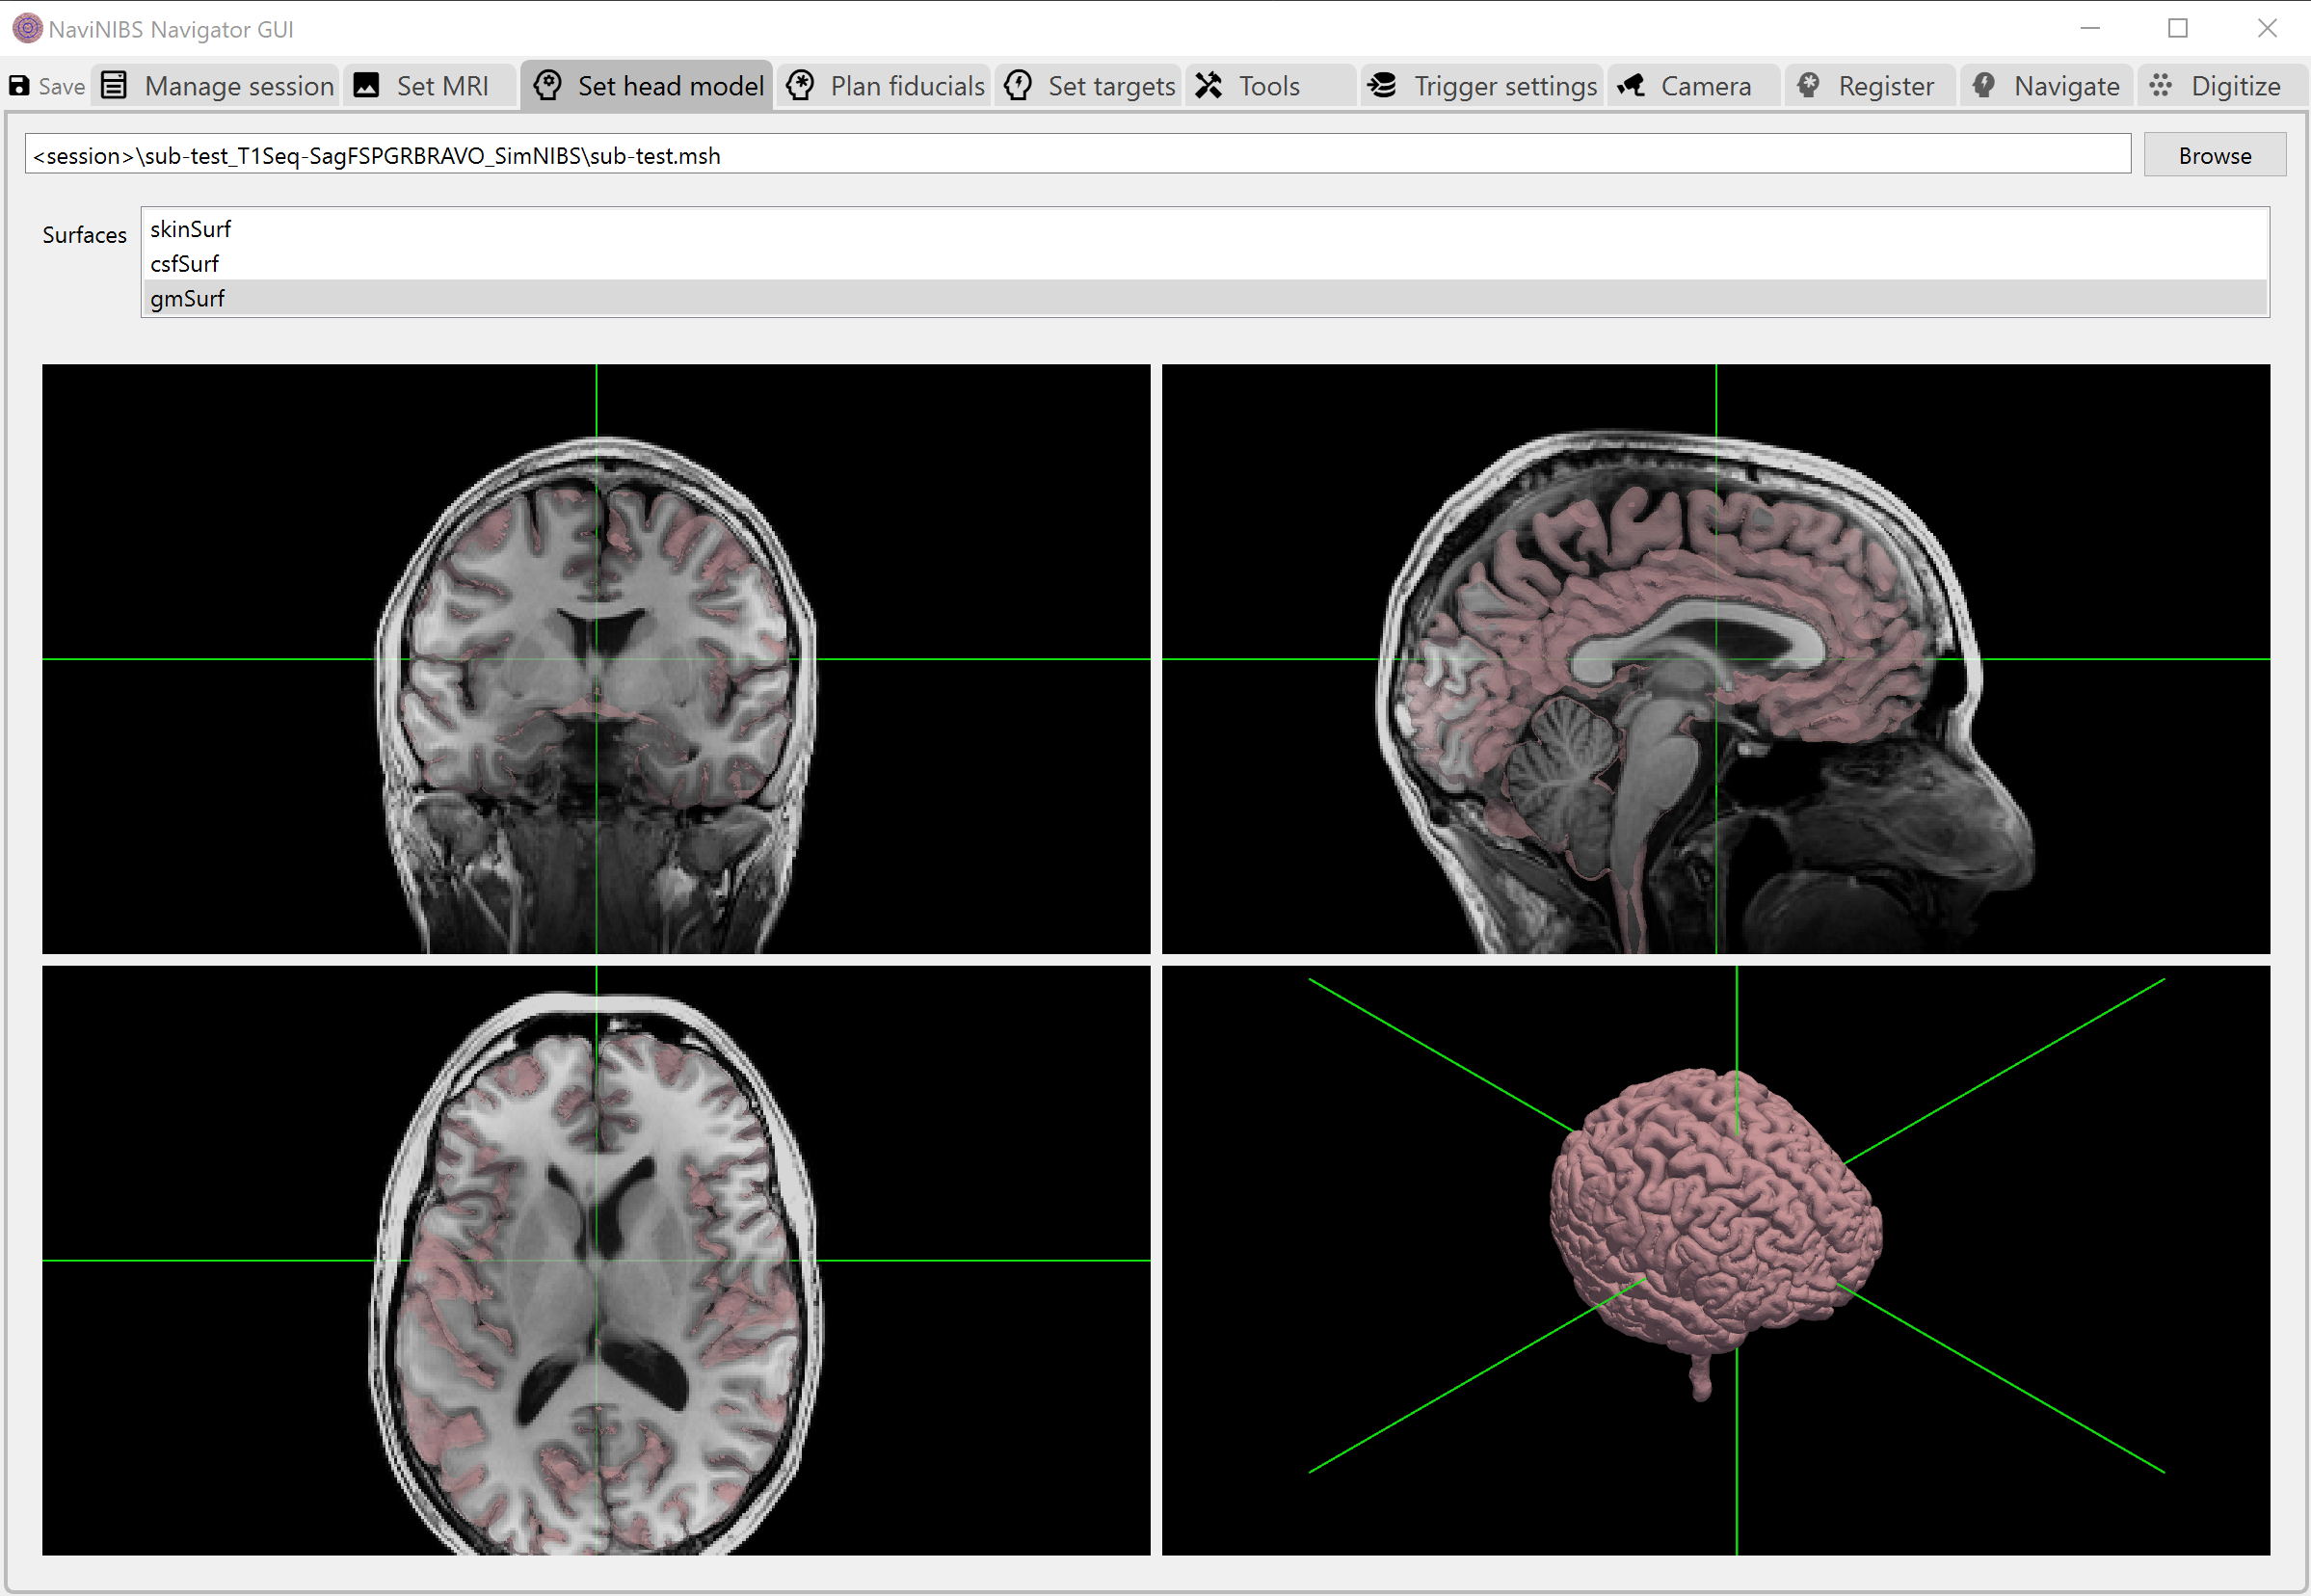 NaviNIBS Navigator GUI
Save Manage session Set MRI Set head model Plan fiducials Set targets Tools Trigger settings Camera Register Navigate Digitize
<session>\sub-test_T1Seq-SagFSPGRBRAVO_SimNIBS\sub-test.msh Browse
Surfaces skinSurf
csfSurf
gmSurf